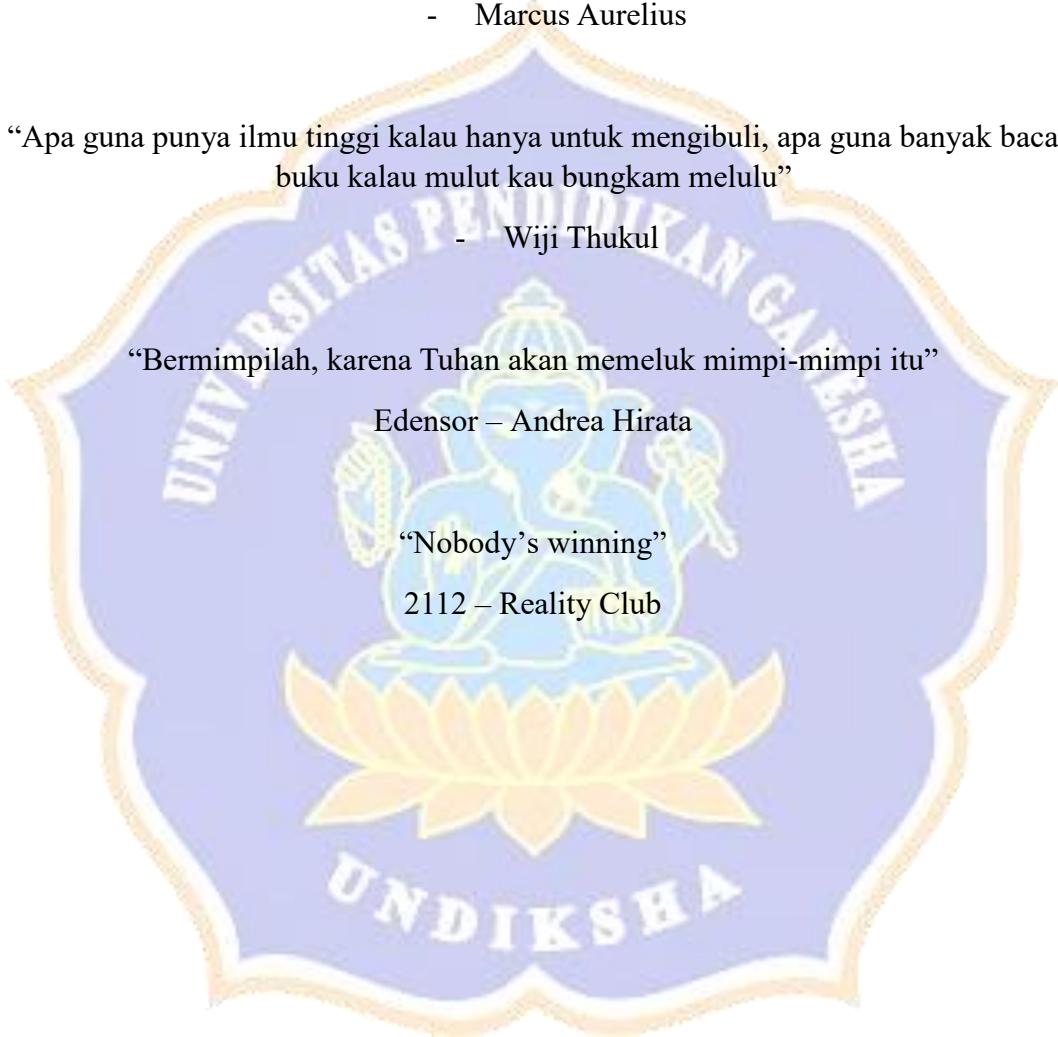 - Marcus Aurelius
“Apa guna punya ilmu tinggi kalau hanya untuk mengibuli, apa guna banyak baca
buku kalau mulut kau bungkam melulu”
- Wiji Thukul
“Bermimpilah, karena Tuhan akan memeluk mimpi-mimpi itu”
Edensor – Andrea Hirata
“Nobody’s winning”
2112 – Reality Club
UNIVERSITAS PENDIDIKAN GANESHA
UNDIKSHA